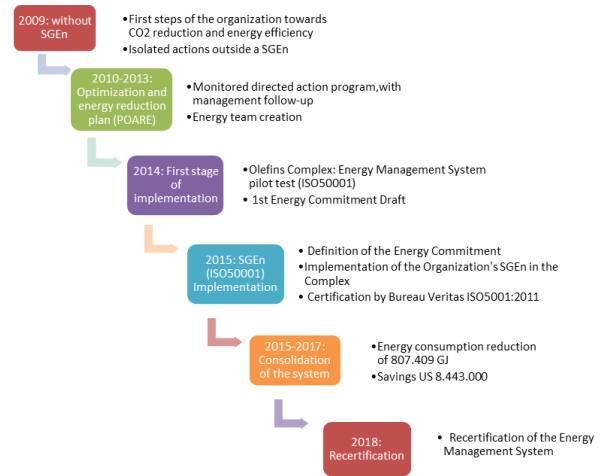 2009: without
SGEn
•First steps of the organization towards
CO2 reduction and energy efficiency
•Isolated actions outside a SGEn
2010-2013:
Optimization and
energy reduction
plan (POARE)
•Monitored directed action program,with
management follow-up
•Energy team creation
2014: First stage
of
implementation
•Olefins Complex: Energy Management System
pilot test (ISO50001)
• 1st Energy Commitment Draft
2015: SGEn
(ISO50001)
Implementation
• Definition of the Energy Commitment
•Implementation of the Organization's SGEn in the
Complex
• Certification by Bureau Veritas ISO5001:2011
2015-2017:
Consolidation
of the system
•Energy consumption reduction
of 807.409 GJ
•Savings US 8.443.000
2018:
Recertification
• Recertification of the Energy
Management System